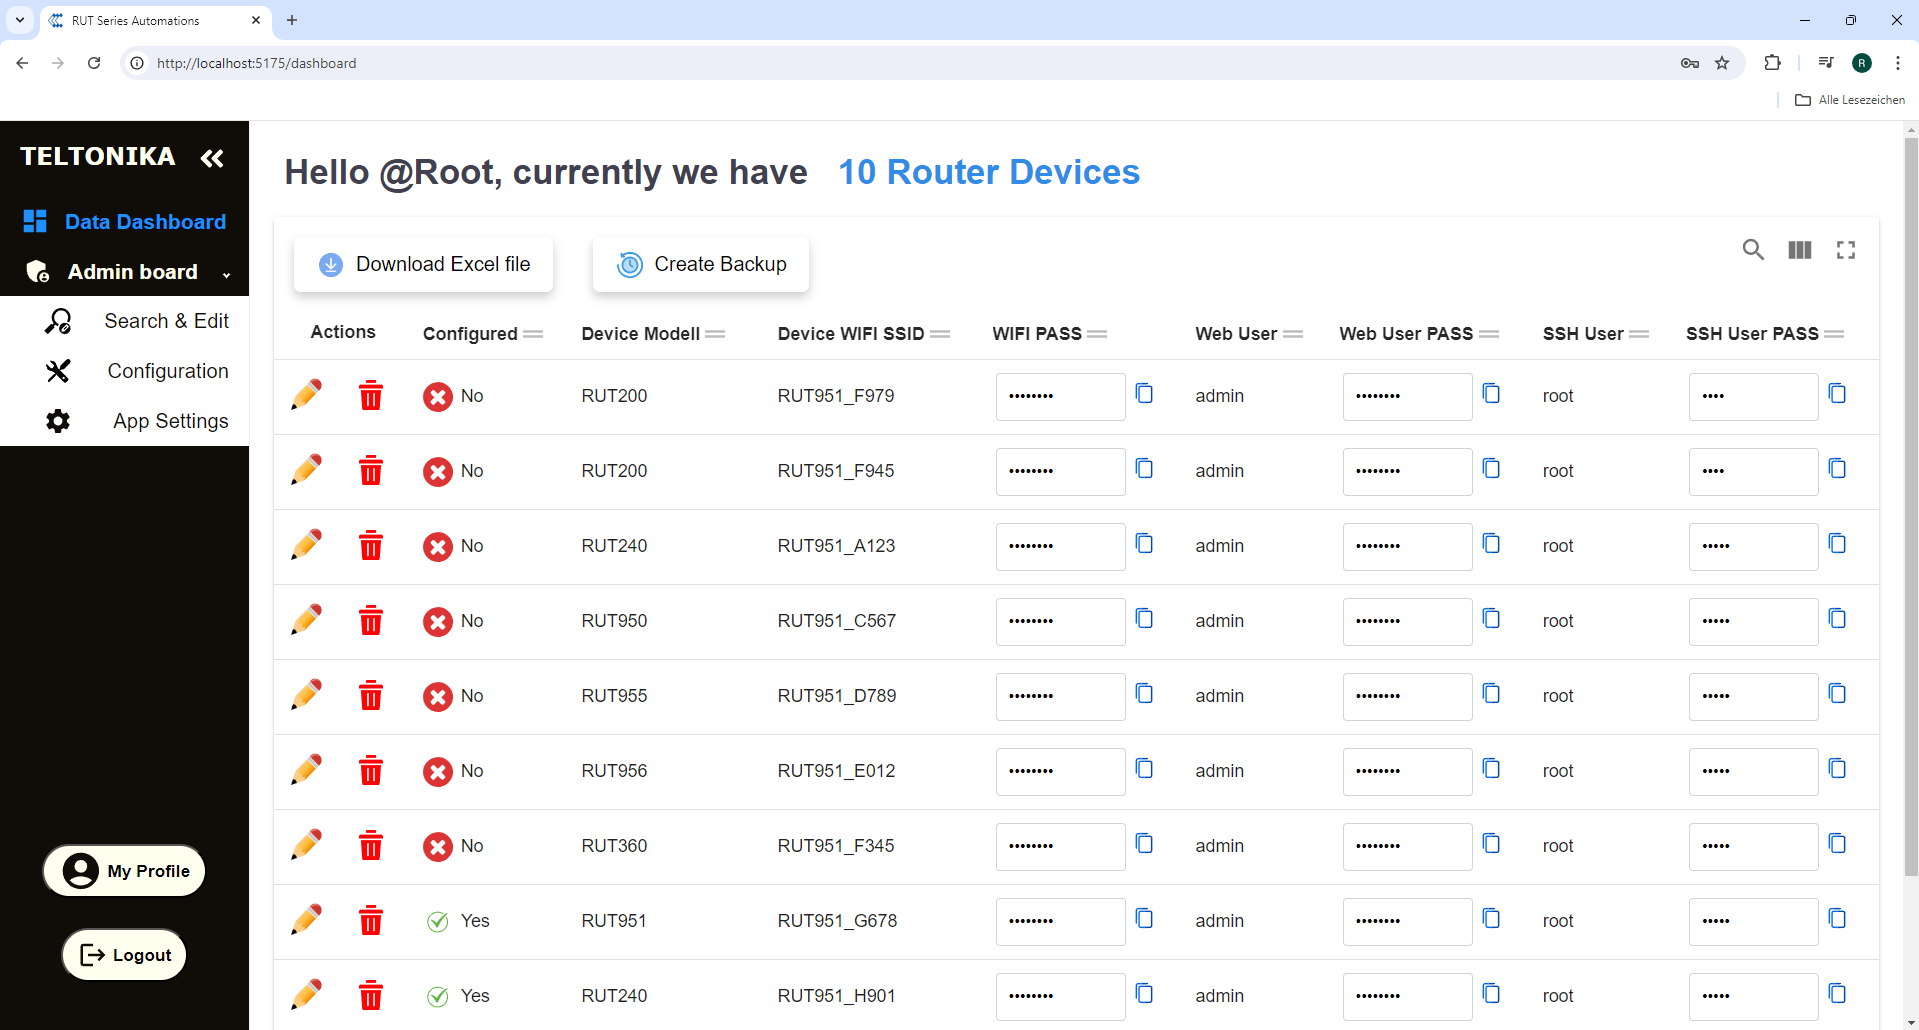 RUT Series Automations
http://localhost:5175/dashboard
R
Alle Lesezeichen
TELTONIKA
Data Dashboard
Admin board
Search & Edit
Configuration
App Settings
My Profile
Logout
Hello @Root, currently we have 10 Router Devices
Download Excel file Create Backup
Actions Configured Device Modell Device WIFI SSID WIFI PASS Web User Web User PASS SSH User SSH User PASS
No RUT200 RUT951_F979 •••••••• admin •••••••• root ••••
No RUT200 RUT951_F945 •••••••• admin •••••••• root ••••
No RUT240 RUT951_A123 •••••••• admin •••••••• root •••••
No RUT950 RUT951_C567 •••••••• admin •••••••• root •••••
No RUT955 RUT951_D789 •••••••• admin •••••••• root •••••
No RUT956 RUT951_E012 •••••••• admin •••••••• root •••••
No RUT360 RUT951_F345 •••••••• admin •••••••• root •••••
Yes RUT951 RUT951_G678 •••••••• admin •••••••• root •••••
Yes RUT240 RUT951_H901 •••••••• admin •••••••• root •••••